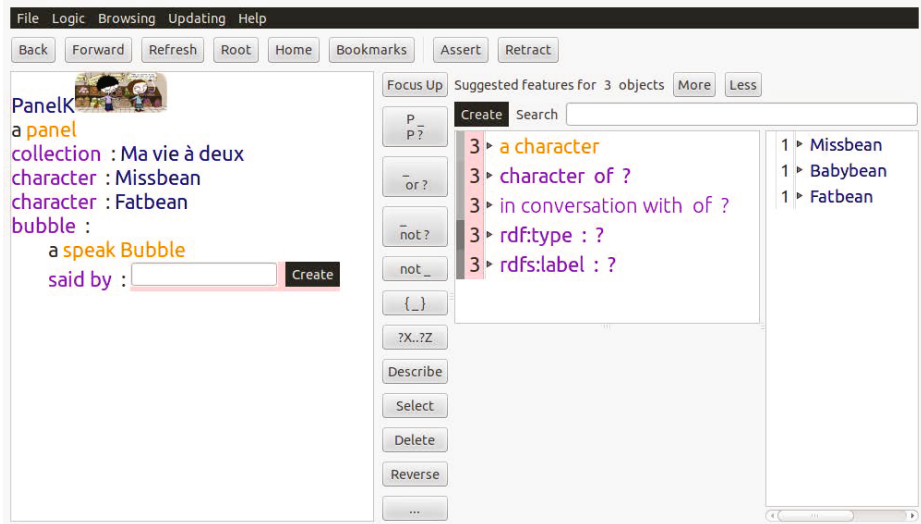 File Logic Browsing Updating Help
Back Forward Refresh Root Home Bookmarks Assert Retract
PanelK
a panel
collection : Ma vie à deux
character : Missbean
character : Fatbean
bubble :
a speak Bubble
said by : Create
Focus Up
P _
P ?
_
or ?
_
not ?
not _
{ _ }
?X..?Z
Describe
Select
Delete
Reverse
...
Suggested features for 3 objects More Less
Create Search
3 a character
3 character of ?
3 in conversation with of ?
3 rdf:type : ?
3 rdfs:label : ?
1 Missbean
1 Babybean
1 Fatbean